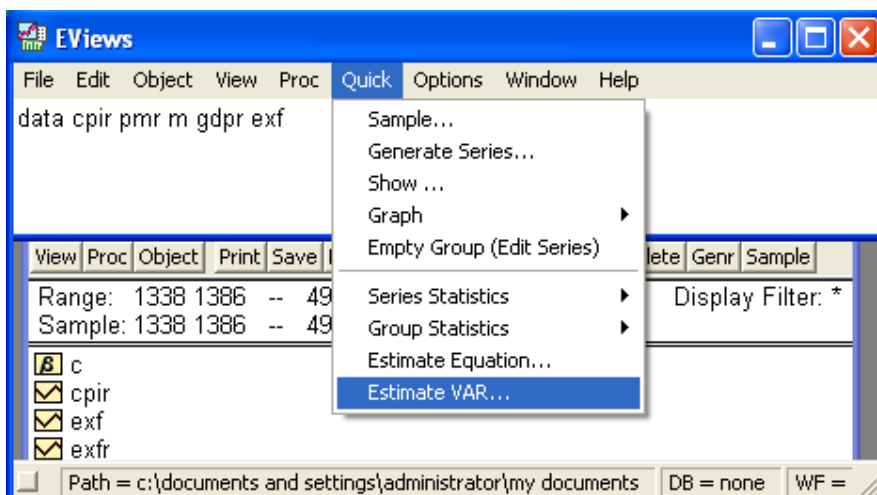 EViews
File Edit Object View Proc Quick Options Window Help
data cpir pmr m gdpr exf
Sample...
Generate Series...
Show ...
Graph
Empty Group (Edit Series)
Series Statistics
Group Statistics
Estimate Equation...
Estimate VAR...
View Proc Object Print Save lete Genr Sample
Range: 1338 1386 -- 49 Display Filter: *
Sample: 1338 1386 -- 49
β c
cpir
exf
exfr
Path = c:\documents and settings\administrator\my documents DB = none WF =